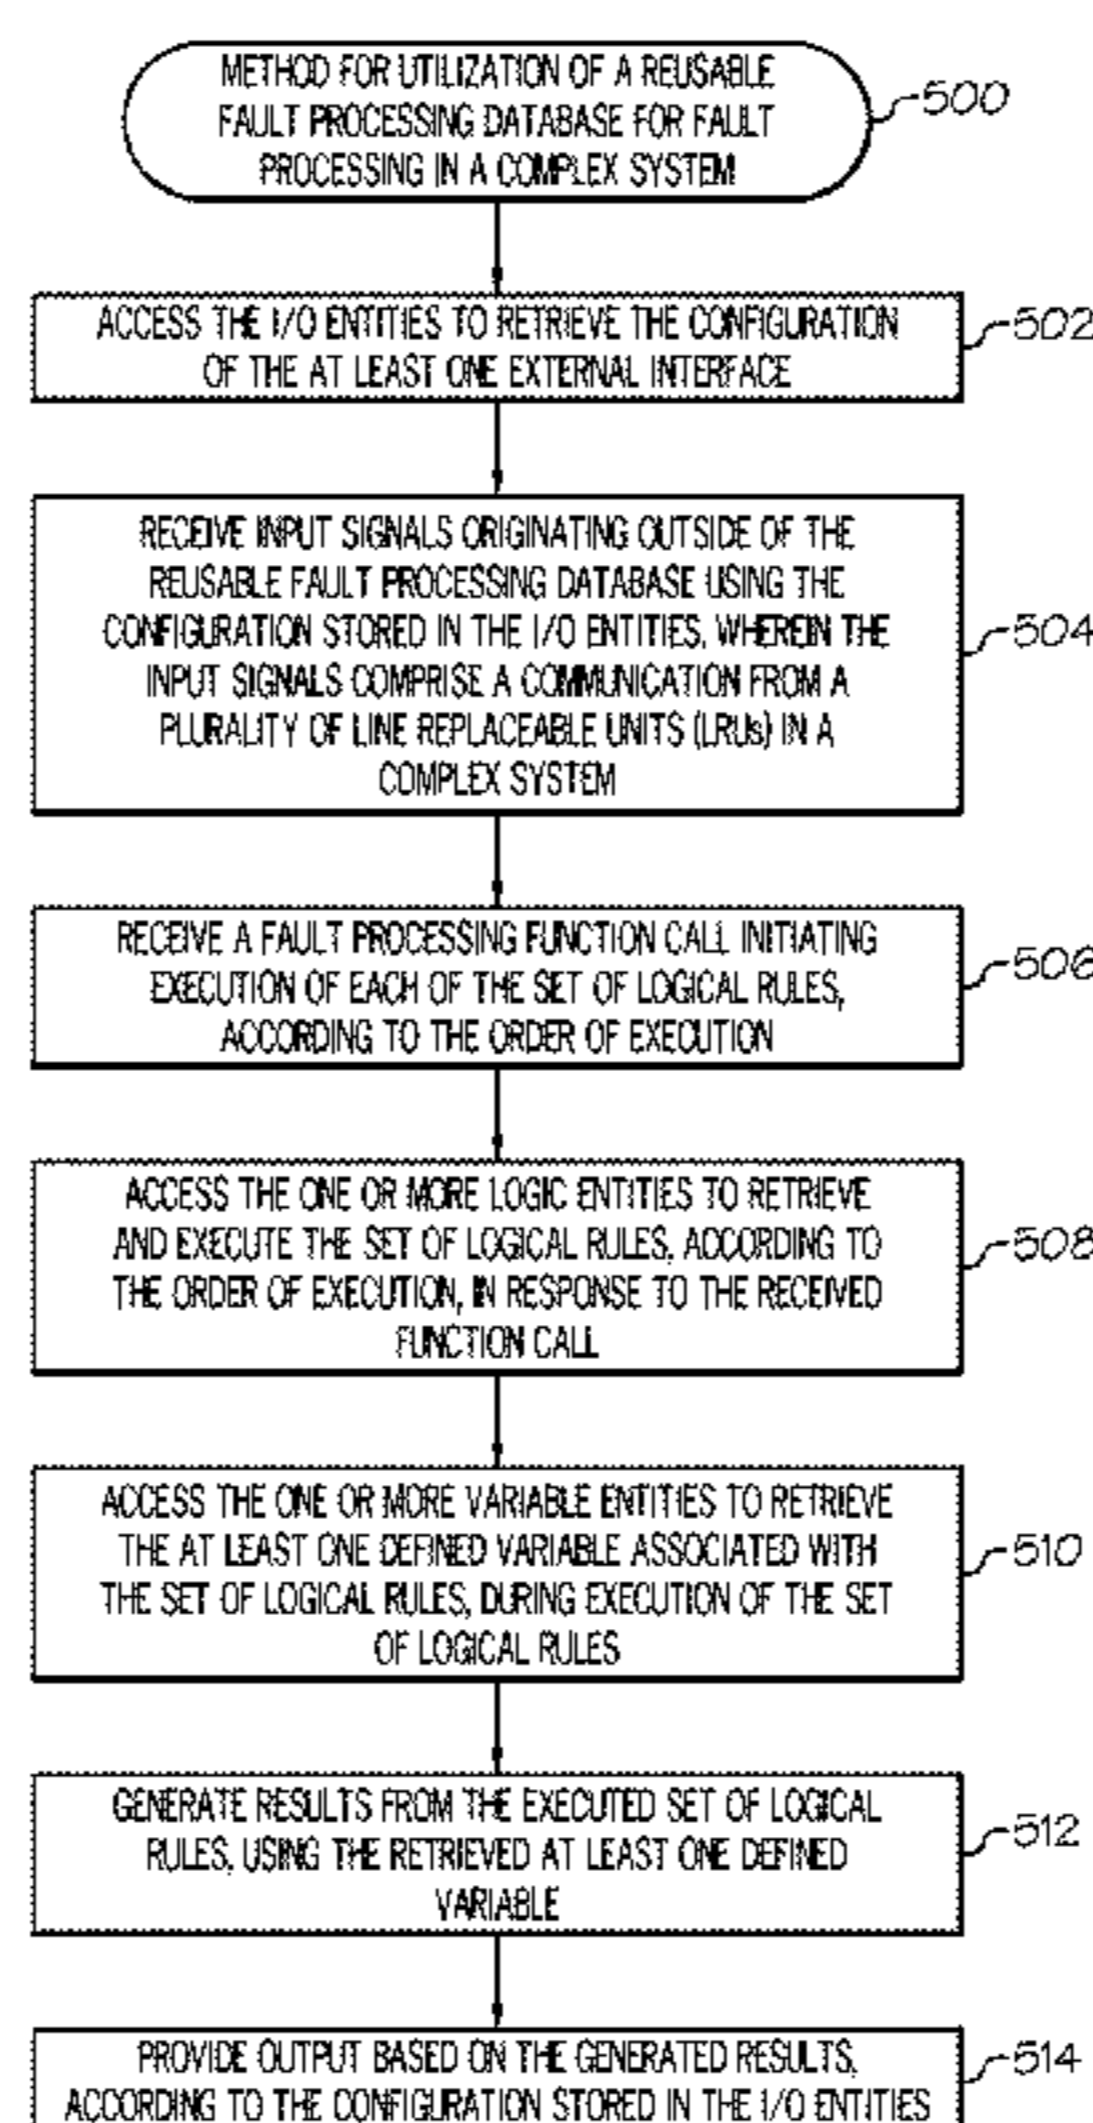 METHOD FOR UTILIZATION OF A REUSABLE
FAULT PROCESSING DATABASE FOR FAULT
PROCESSING IN A COMPLEX SYSTEM
500
ACCESS THE I/O ENTITIES TO RETRIEVE THE CONFIGURATION
OF THE AT LEAST ONE EXTERNAL INTERFACE
502
RECEIVE INPUT SIGNALS ORIGINATING OUTSIDE OF THE
REUSABLE FAULT PROCESSING DATABASE USING THE
CONFIGURATION STORED IN THE I/O ENTITIES, WHEREIN THE
INPUT SIGNALS COMPRISE A COMMUNICATION FROM A
PLURALITY OF LINE REPLACEABLE UNITS (LRUs) IN A
COMPLEX SYSTEM
504
RECEIVE A FAULT PROCESSING FUNCTION CALL INITIATING
EXECUTION OF EACH OF THE SET OF LOGICAL RULES,
ACCORDING TO THE ORDER OF EXECUTION
506
ACCESS THE ONE OR MORE LOGIC ENTITIES TO RETRIEVE
AND EXECUTE THE SET OF LOGICAL RULES, ACCORDING TO
THE ORDER OF EXECUTION, IN RESPONSE TO THE RECEIVED
FUNCTION CALL
508
ACCESS THE ONE OR MORE VARIABLE ENTITIES TO RETRIEVE
THE AT LEAST ONE DEFINED VARIABLE ASSOCIATED WITH
THE SET OF LOGICAL RULES, DURING EXECUTION OF THE SET
OF LOGICAL RULES
510
GENERATE RESULTS FROM THE EXECUTED SET OF LOGICAL
RULES, USING THE RETRIEVED AT LEAST ONE DEFINED
VARIABLE
512
PROVIDE OUTPUT BASED ON THE GENERATED RESULTS,
ACCORDING TO THE CONFIGURATION STORED IN THE I/O ENTITIES
514